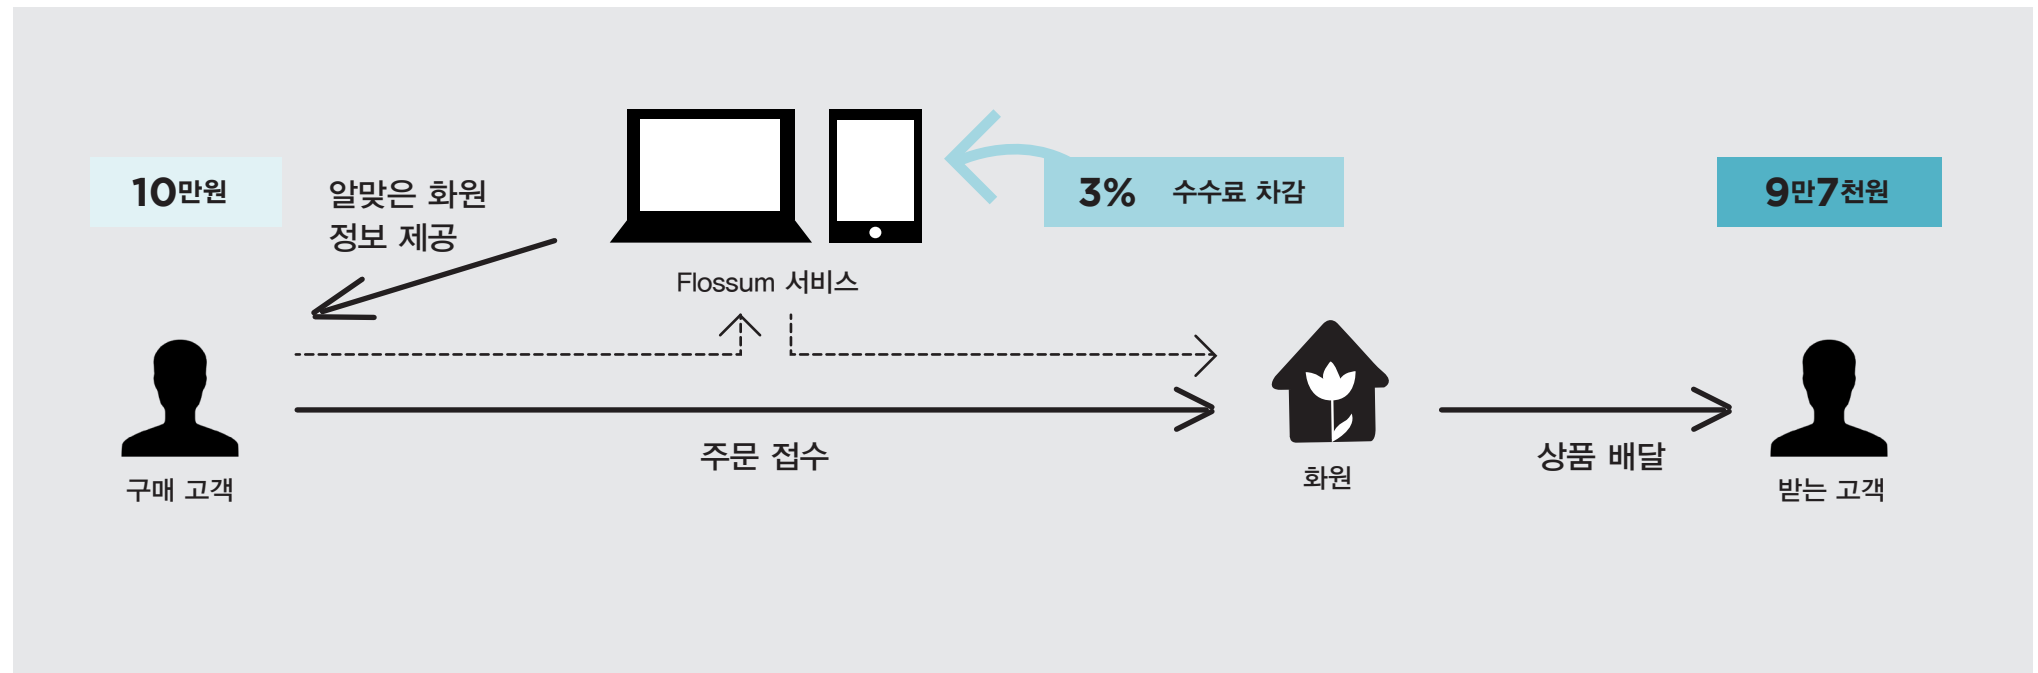 10만원
알맞은 화원
정보 제공
3% 수수료 차감
9만7천원
Flossum 서비스
주문 접수
상품 배달
구매 고객
화원
받는 고객